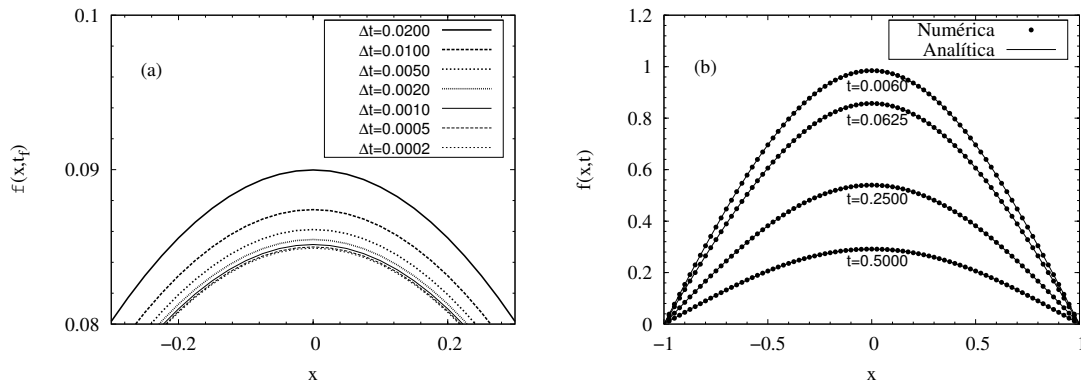 0.1
0.09
0.08
−0.2
0
0.2
f(x,t_f)
x
(a)
Δt=0.0200
Δt=0.0100
Δt=0.0050
Δt=0.0020
Δt=0.0010
Δt=0.0005
Δt=0.0002
1.2
1
0.8
0.6
0.4
0.2
0
−1
−0.5
0
0.5
1
f(x,t)
x
(b)
Numérica
Analítica
t=0.0060
t=0.0625
t=0.2500
t=0.5000